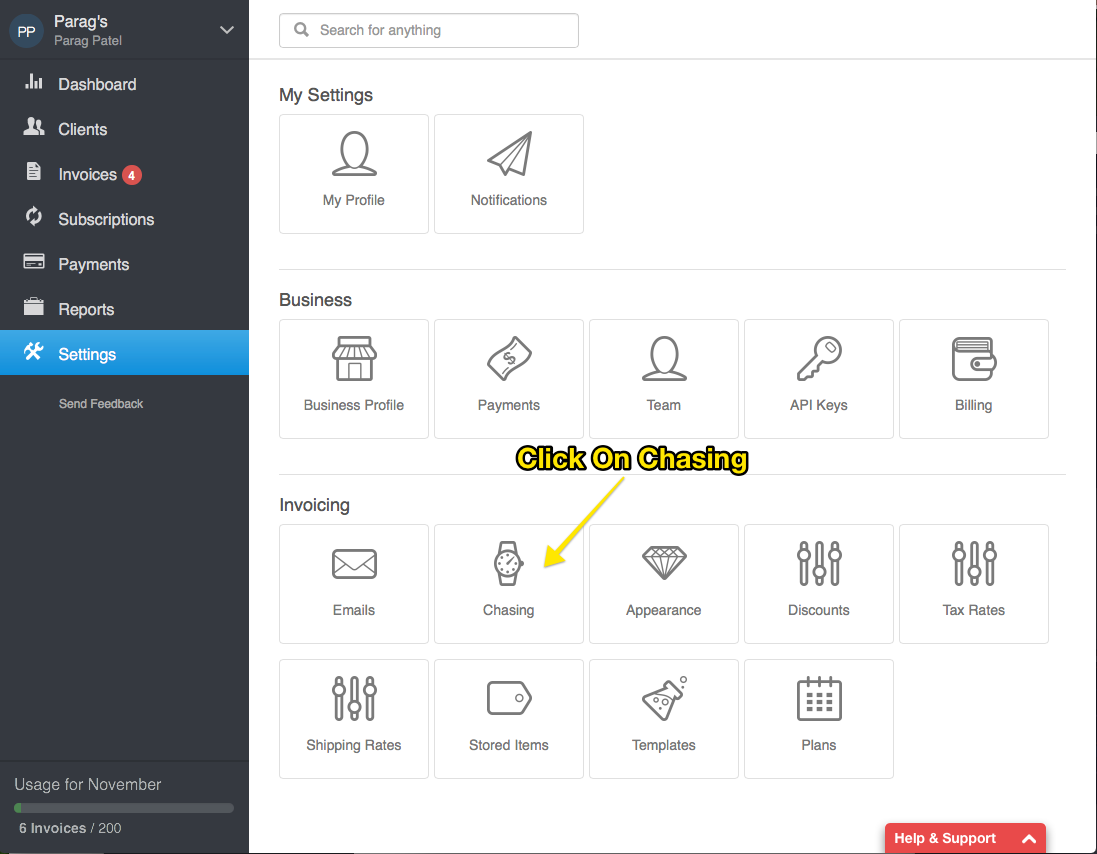 PP
Parag's
Parag Patel
Dashboard
Clients
Invoices 4
Subscriptions
Payments
Reports
Settings
Send Feedback
Usage for November
6 Invoices / 200
Search for anything
My Settings
My Profile
Notifications
Business
Business Profile
Payments
Team
API Keys
Billing
Click On Chasing
Invoicing
Emails
Chasing
Appearance
Discounts
Tax Rates
Shipping Rates
Stored Items
Templates
Plans
Help & Support